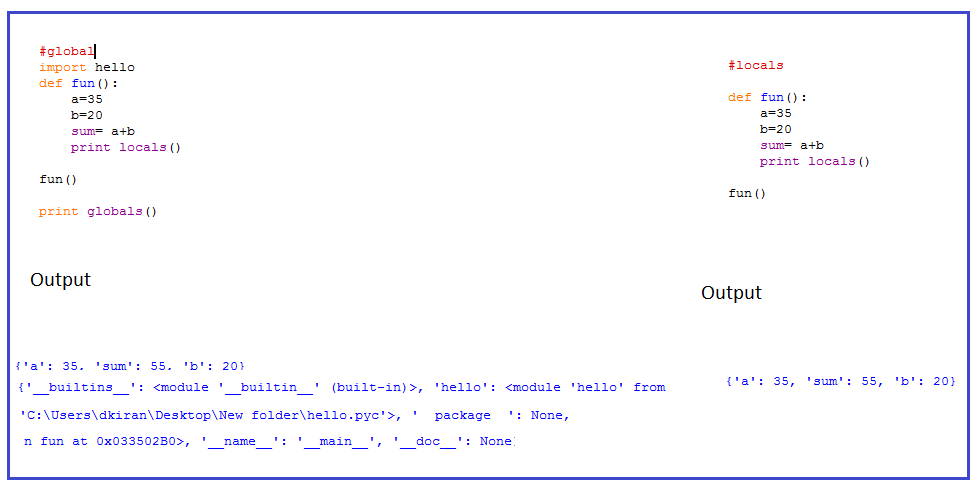 #global
import hello
def fun():
    a=35
    b=20
    sum= a+b
    print locals()
fun()
print globals()
Output
{'a': 35. 'sum': 55. 'b': 20}
{'__builtins__': <module '__builtin__' (built-in)>, 'hello': <module 'hello' from
'C:\Users\dkiran\Desktop\New folder\hello.pyc'>, '  package  ': None,
n fun at 0x033502B0>, '__name__': '__main__', '__doc__': None}
#locals
def fun():
    a=35
    b=20
    sum= a+b
    print locals()
fun()
Output
{'a': 35, 'sum': 55, 'b': 20}